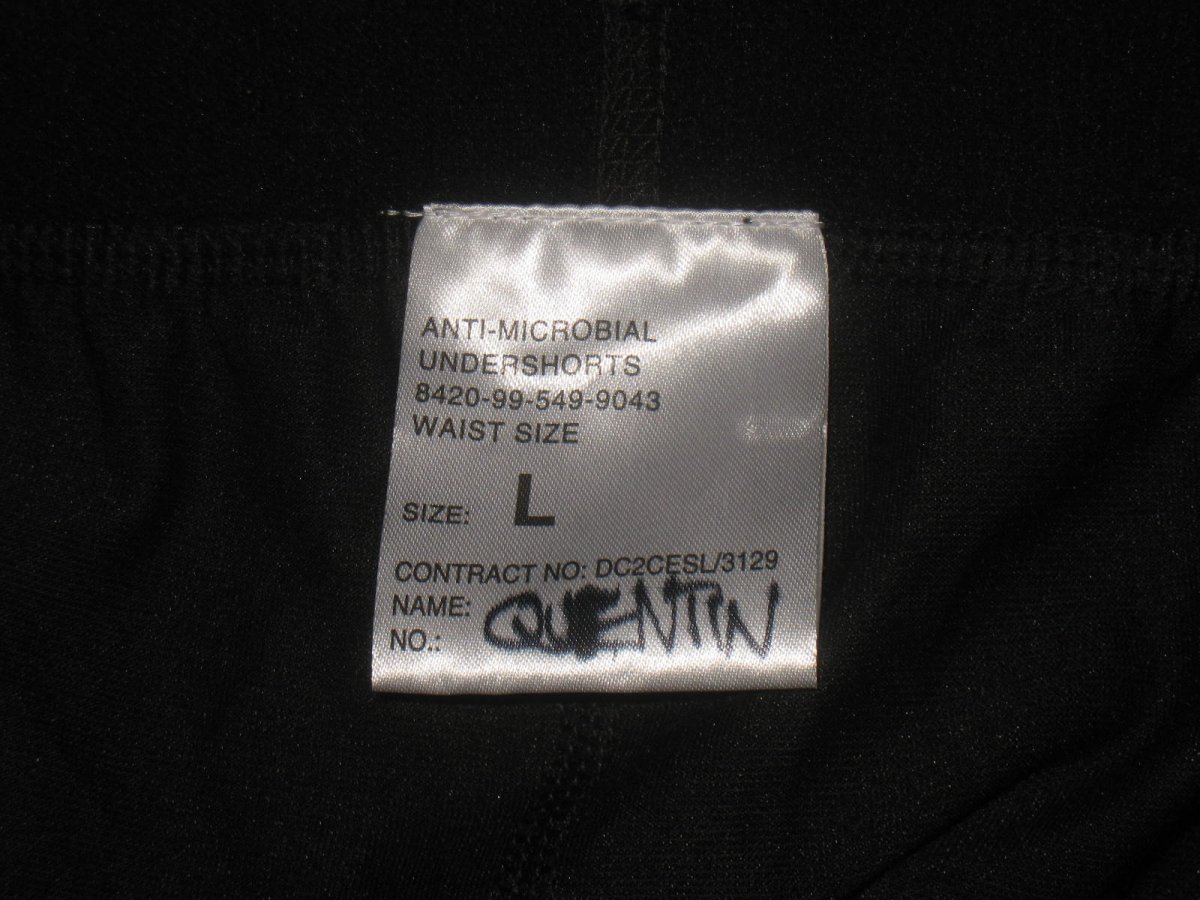 ANTI-MICROBIAL
UNDERSHORTS
8420-99-549-9043
WAIST SIZE
SIZE: L
CONTRACT NO: DC2CESL/3129
NAME: QUENTIN
NO.: